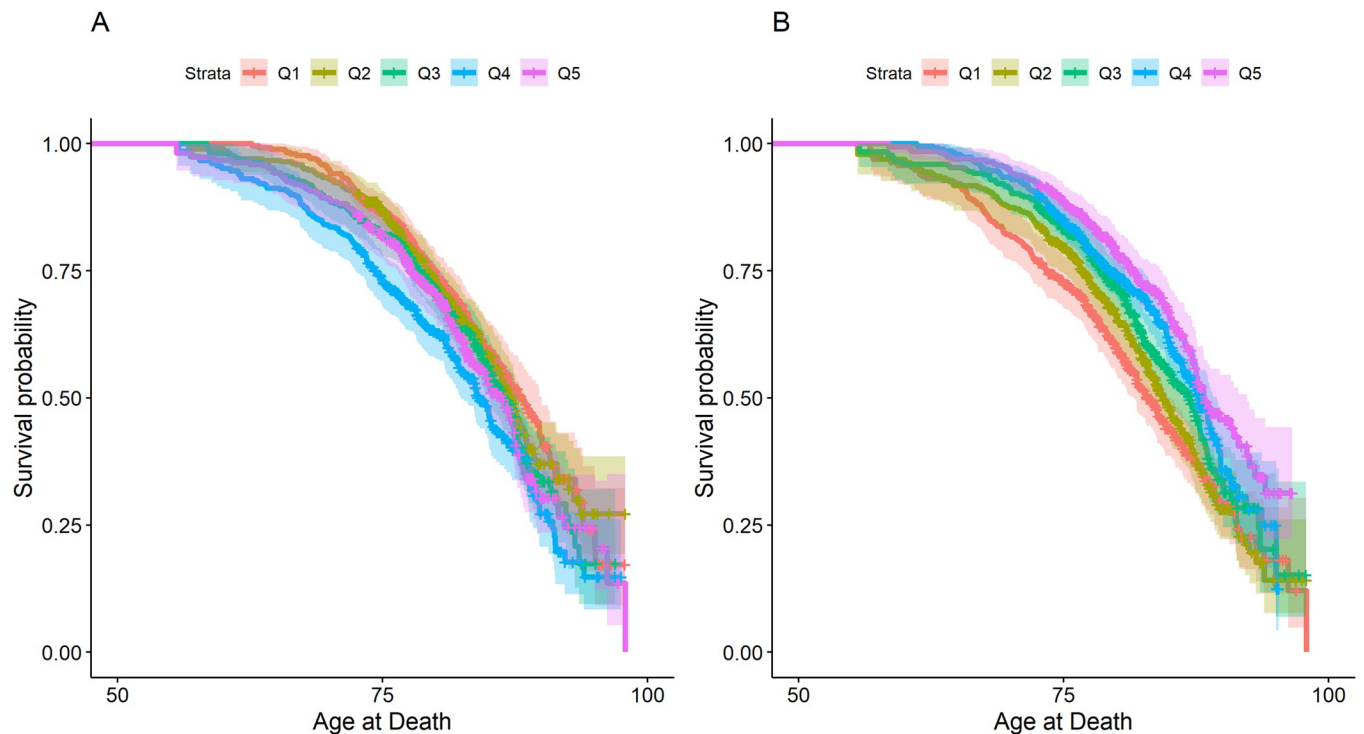 A
Strata Q1 Q2 Q3 Q4 Q5
1.00
0.75
0.50
0.25
0.00
Survival probability
50 75 100
Age at Death
B
Strata Q1 Q2 Q3 Q4 Q5
1.00
0.75
0.50
0.25
0.00
Survival probability
50 75 100
Age at Death